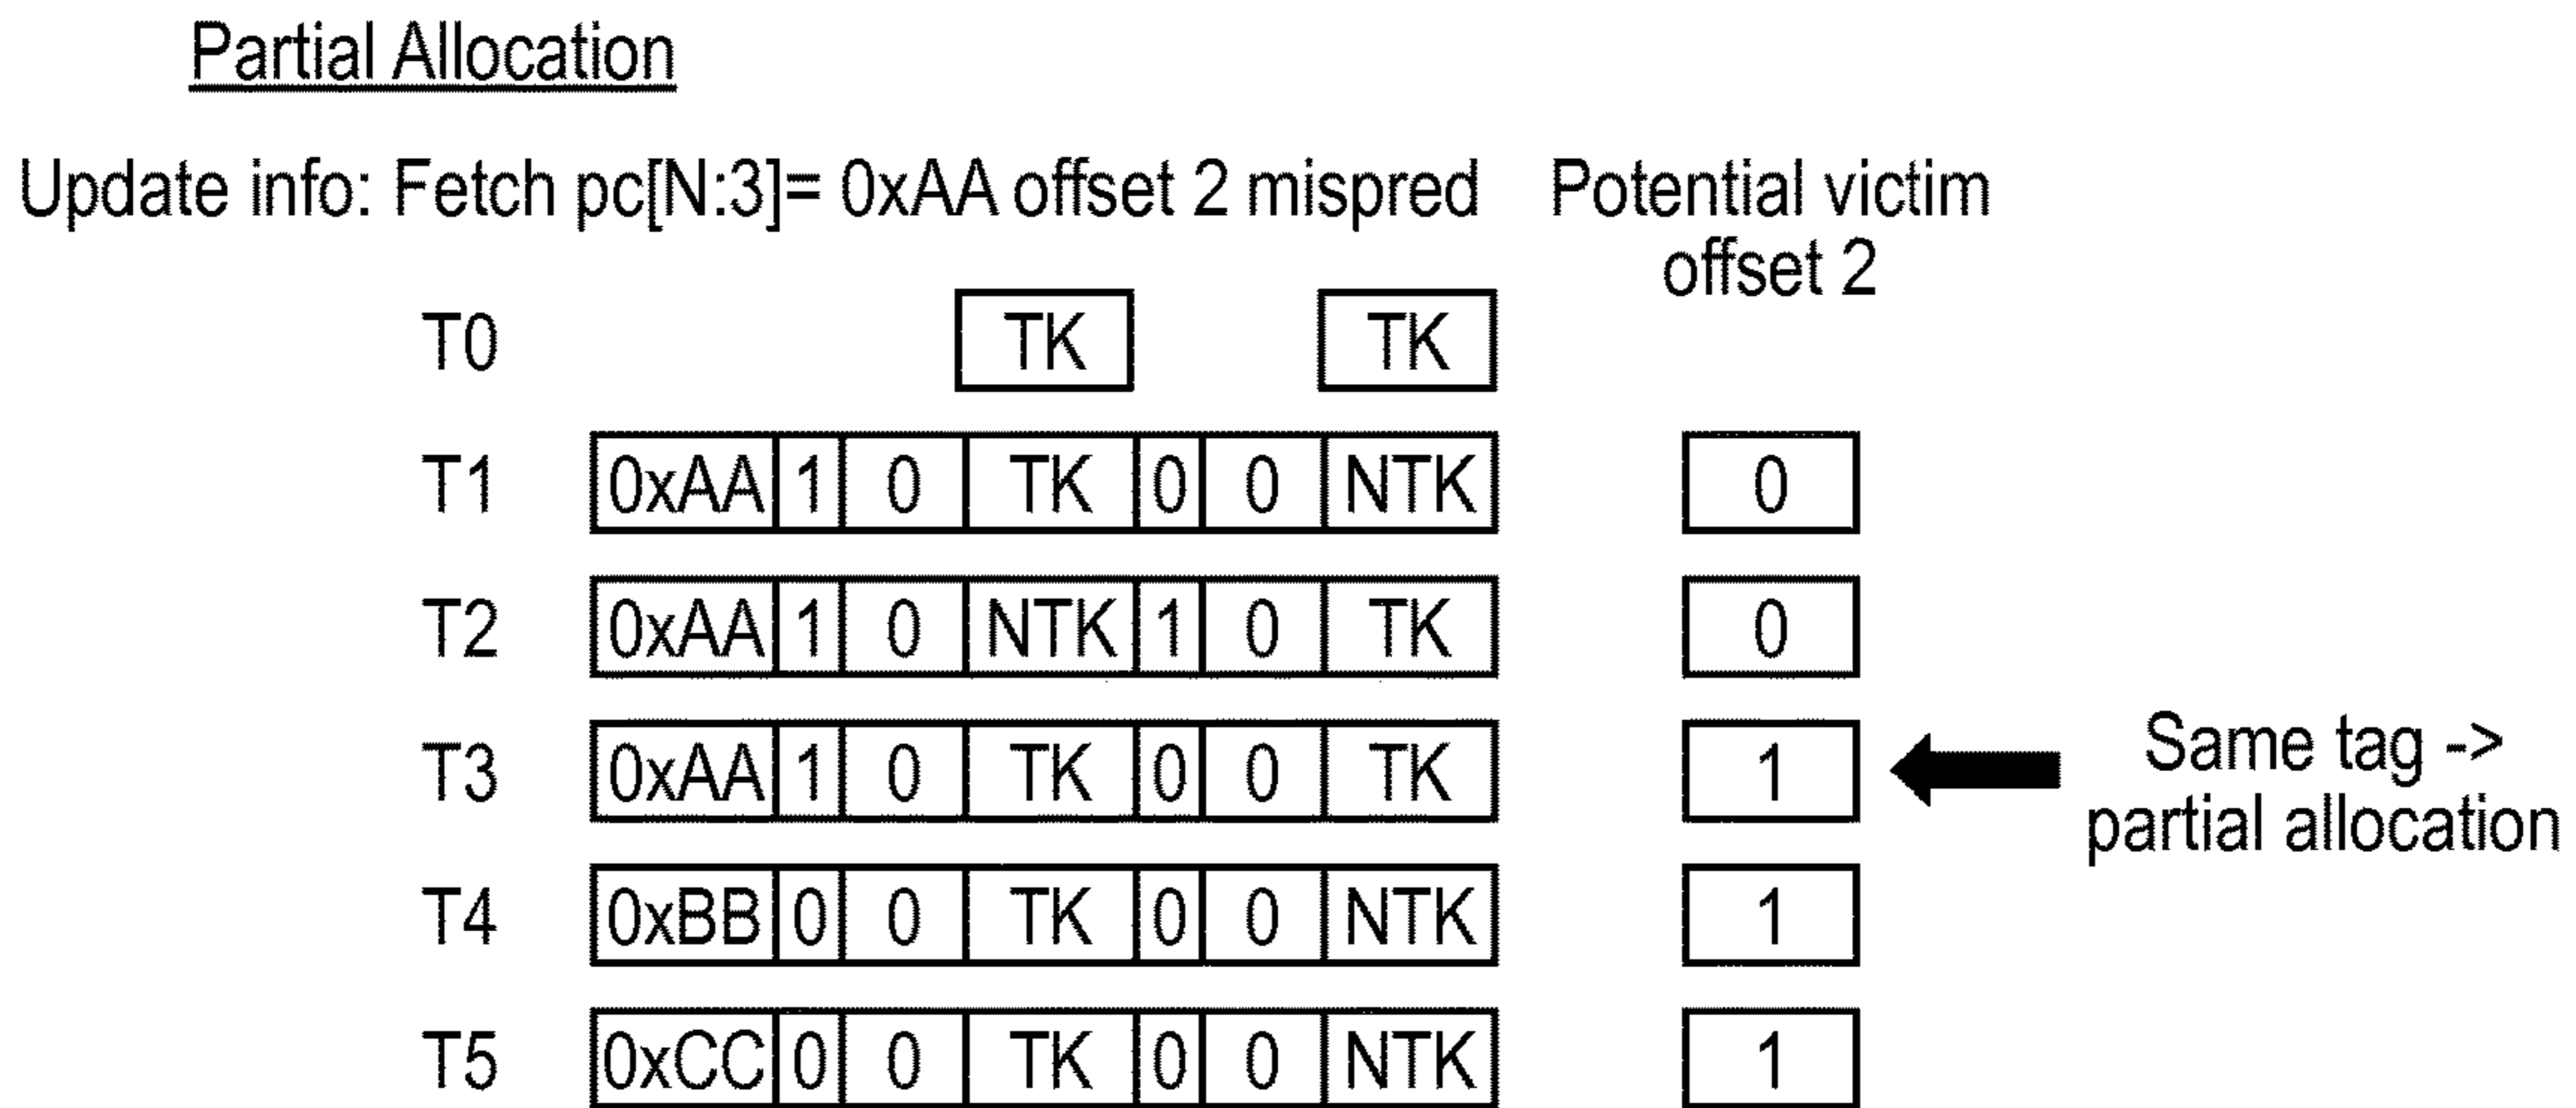 Partial Allocation
Update info: Fetch pc[N:3]= 0xAA offset 2 mispred Potential victim
offset 2
T0 TK TK
T1 0xAA 1 0 TK 0 0 NTK 0
T2 0xAA 1 0 NTK 1 0 TK 0
T3 0xAA 1 0 TK 0 0 TK 1 Same tag ->
partial allocation
T4 0xBB 0 0 TK 0 0 NTK 1
T5 0xCC 0 0 TK 0 0 NTK 1